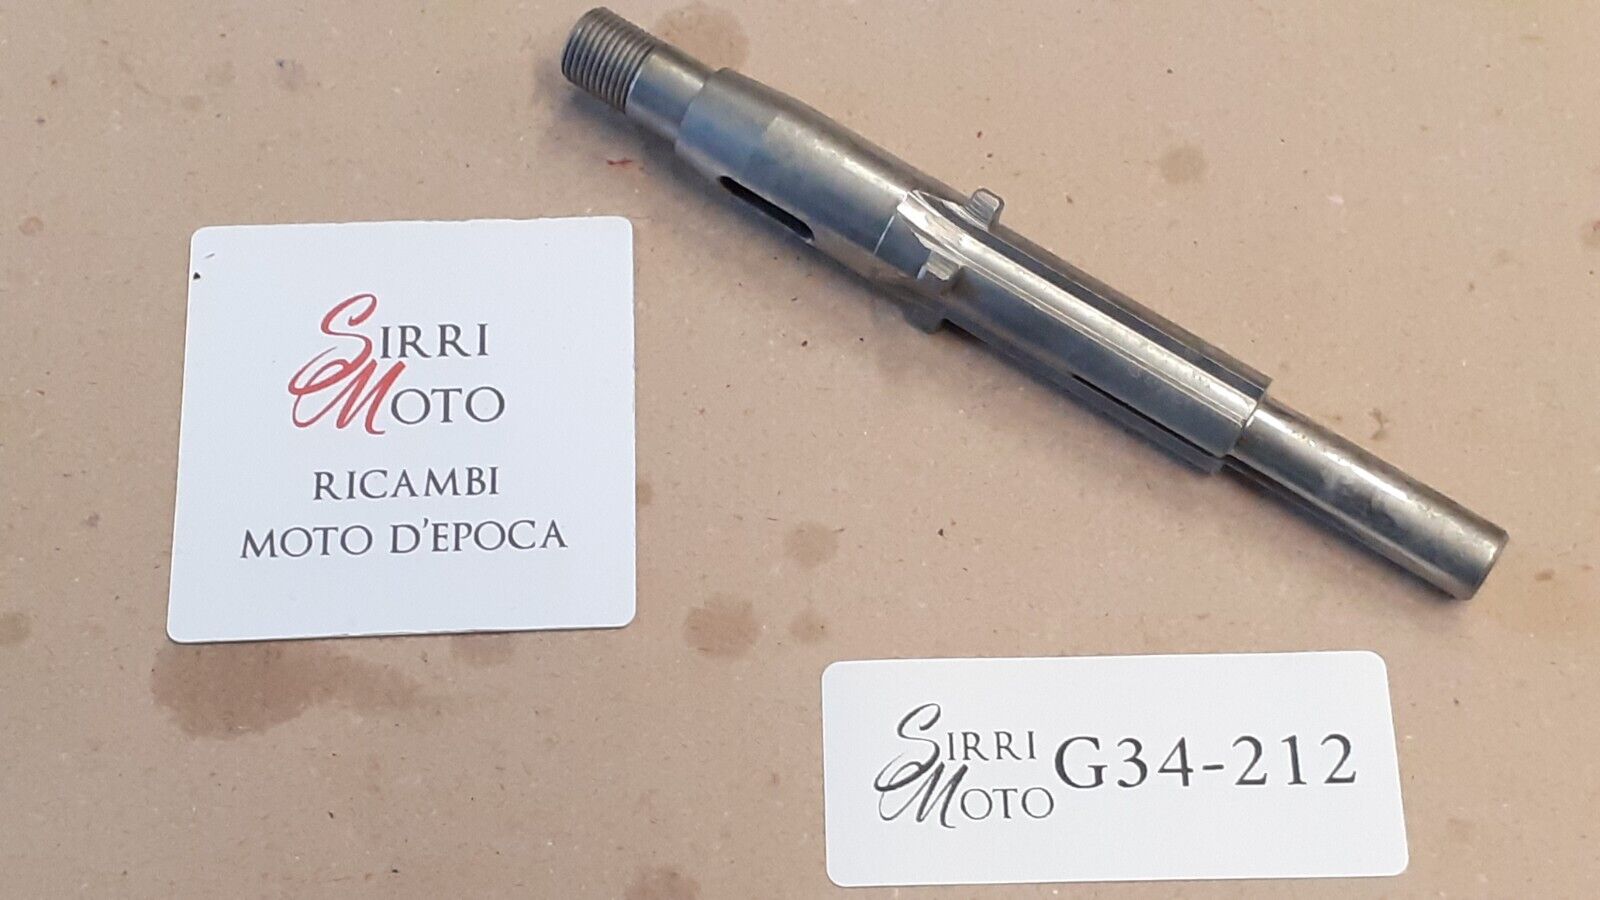 SIRRI
MOTO
RICAMBI
MOTO D'EPOCA
SIRRI
MOTO
G34-212